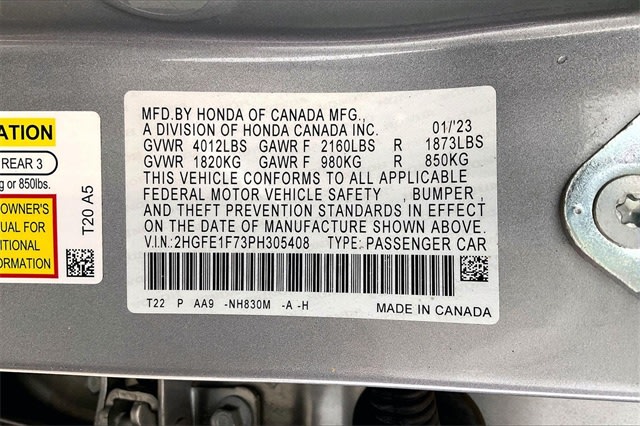 ATION
REAR 3
g or 850lbs.
OWNER'S
UAL FOR
ITIONAL
MATION
T20 A5
MFD.BY HONDA OF CANADA MFG.,
A DIVISION OF HONDA CANADA INC. 01/'23
GVWR 4012LBS GAWR F 2160LBS R 1873LBS
GVWR 1820KG GAWR F 980KG R 850KG
THIS VEHICLE CONFORMS TO ALL APPLICABLE
FEDERAL MOTOR VEHICLE SAFETY , BUMPER ,
AND THEFT PREVENTION STANDARDS IN EFFECT
ON THE DATE OF MANUFACTURE SHOWN ABOVE.
V.I.N.: 2HGFE1F73PH305408 TYPE: PASSENGER CAR
T22 P AA9 -NH830M -A -H
MADE IN CANADA